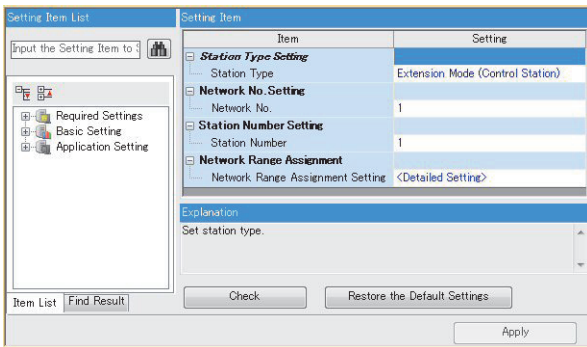 Setting Item List
Input the Setting Item to S
Required Settings
Basic Setting
Application Setting
Item List Find Result
Setting Item
Item Setting
Station Type Setting
Station Type Extension Mode (Control Station)
Network No. Setting
Network No. 1
Station Number Setting
Station Number 1
Network Range Assignment
Network Range Assignment Setting <Detailed Setting>
Explanation
Set station type.
Check Restore the Default Settings
Apply